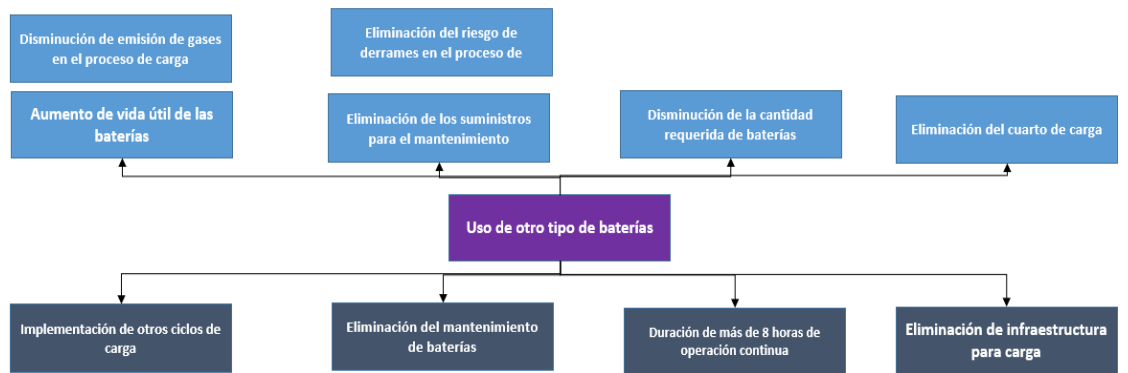 Disminución de emisión de gases
en el proceso de carga
Eliminación del riesgo de
derrames en el proceso de
Aumento de vida útil de las
baterías
Eliminación de los suministros
para el mantenimiento
Disminución de la cantidad
requerida de baterías
Eliminación del cuarto de carga
Uso de otro tipo de baterías
Implementación de otros ciclos de
carga
Eliminación del mantenimiento
de baterías
Duración de más de 8 horas de
operación continua
Eliminación de infraestructura
para carga